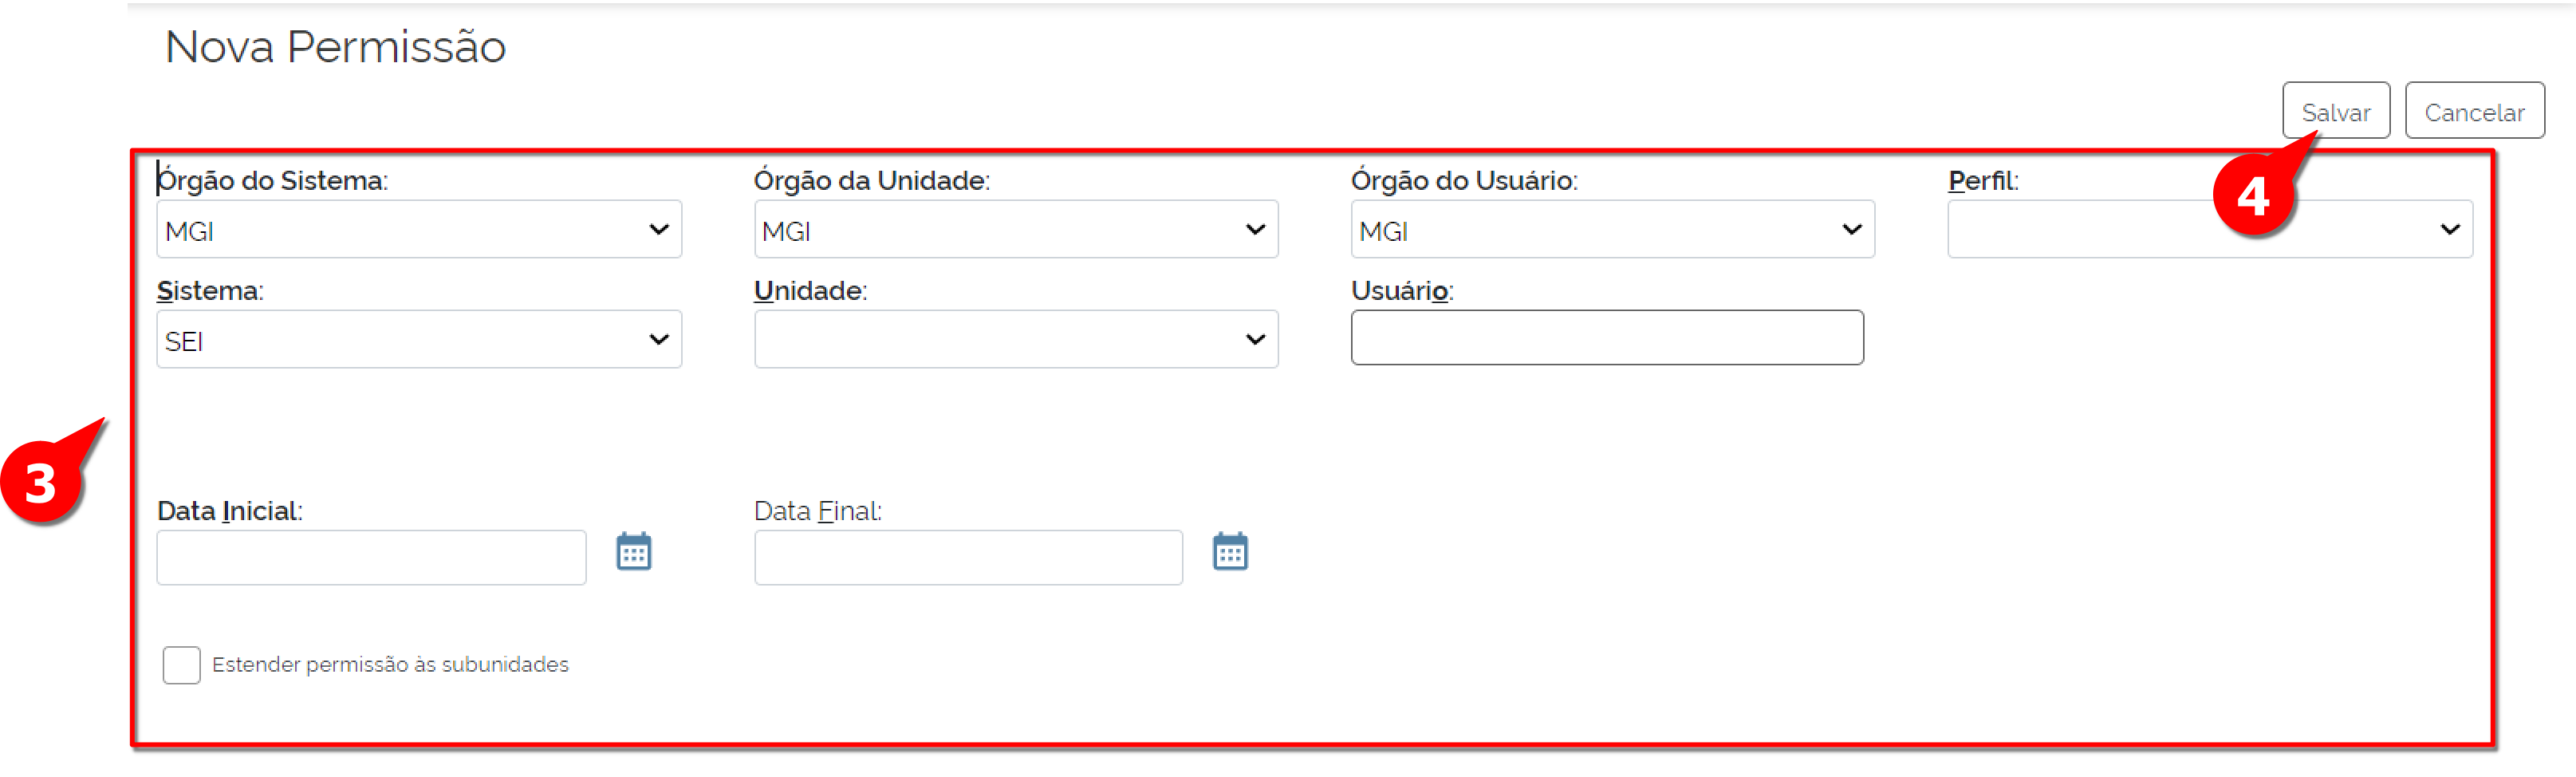 Nova Permissão
Salvar Cancelar
Órgão do Sistema: Órgão da Unidade: Órgão do Usuário: Perfil:
MGI MGI MGI
4
Sistema: Unidade: Usuário:
SEI
3
Data Inicial: Data Final:
Estender permissão às subunidades